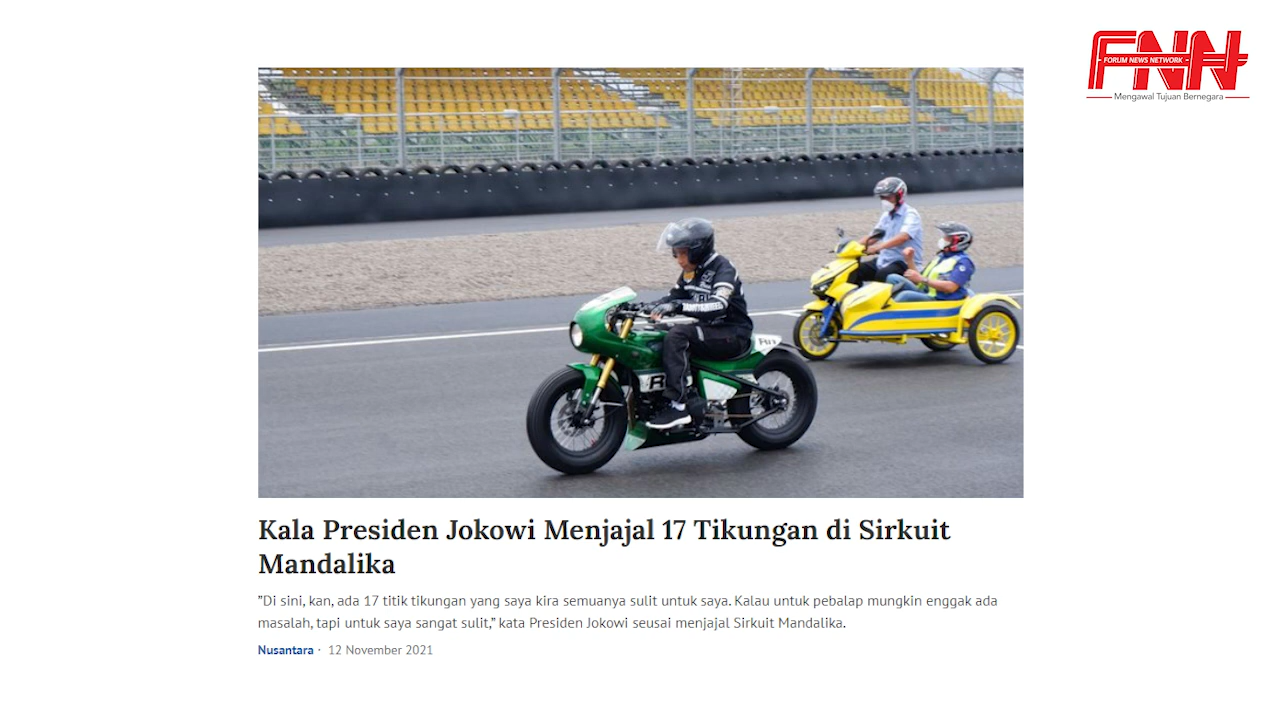 FNN
FORUM NEWS NETWORK
Mengawal Tujuan Bernegara
Kala Presiden Jokowi Menjajal 17 Tikungan di Sirkuit
Mandalika
”Di sini, kan, ada 17 titik tikungan yang saya kira semuanya sulit untuk saya. Kalau untuk pebalap mungkin enggak ada
masalah, tapi untuk saya sangat sulit,” kata Presiden Jokowi seusai menjajal Sirkuit Mandalika.
Nusantara · 12 November 2021